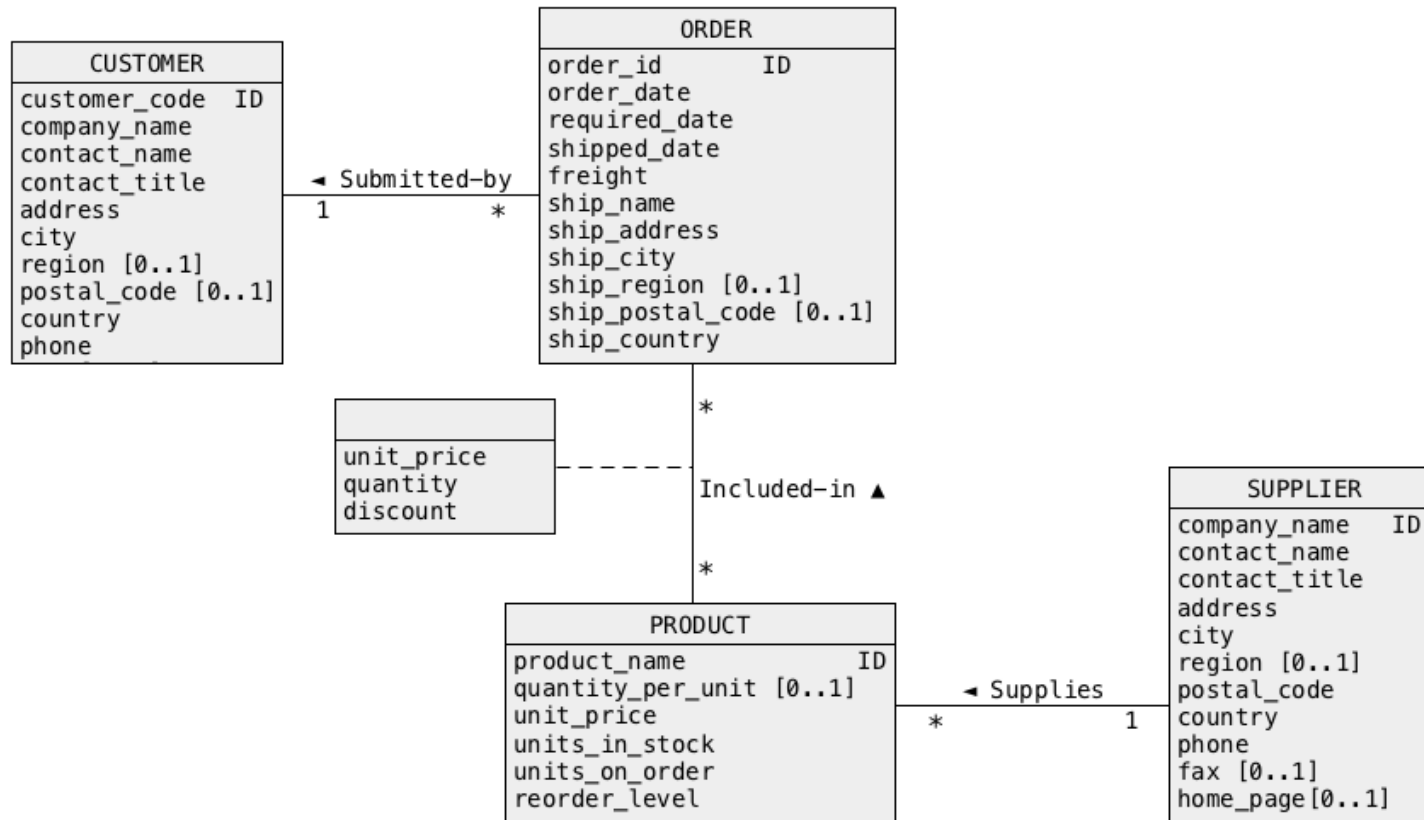 CUSTOMER
customer_code ID
company_name
contact_name
contact_title
address
city
region [0..1]
postal_code [0..1]
country
phone
◄ Submitted-by
1 *
ORDER
order_id ID
order_date
required_date
shipped_date
freight
ship_name
ship_address
ship_city
ship_region [0..1]
ship_postal_code [0..1]
ship_country
*
Included-in ▲
*
unit_price
quantity
discount
PRODUCT
product_name ID
quantity_per_unit [0..1]
unit_price
units_in_stock
units_on_order
reorder_level
◄ Supplies
* 1
SUPPLIER
company_name ID
contact_name
contact_title
address
city
region [0..1]
postal_code
country
phone
fax [0..1]
home_page[0..1]